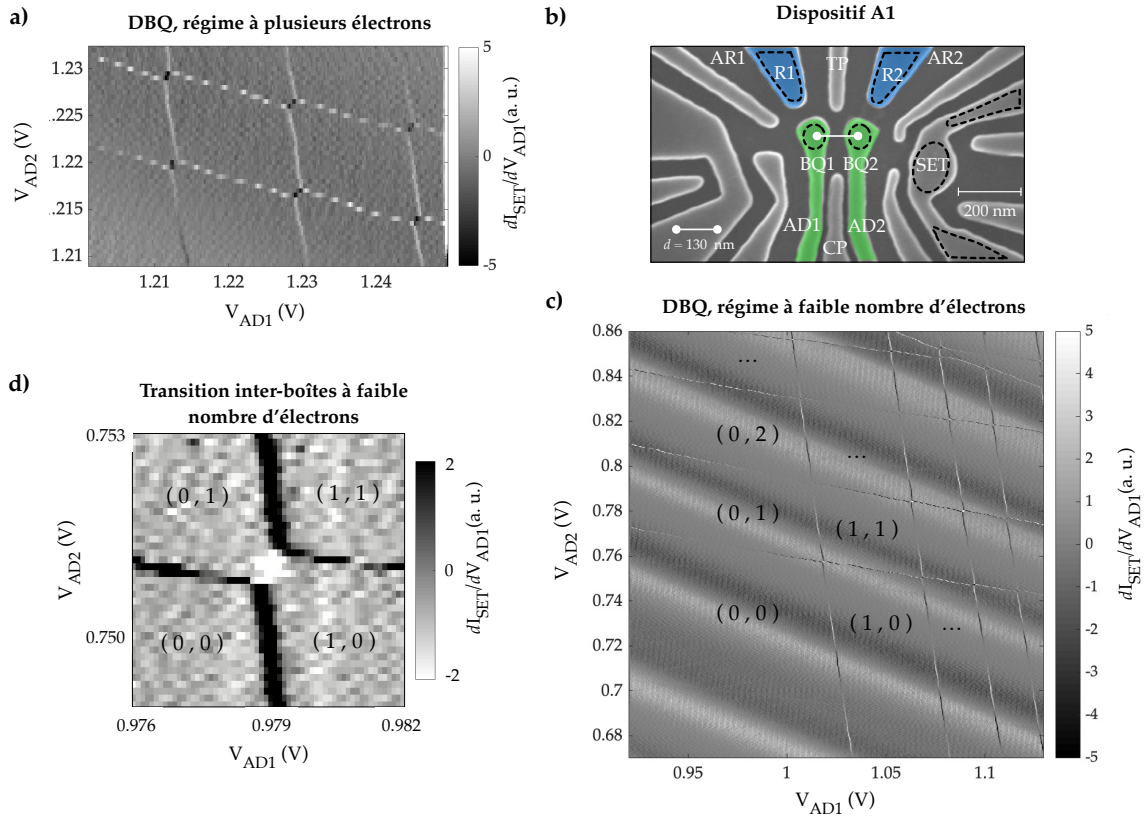 a)
DBQ, régime à plusieurs électrons
1.23
1.225
1.22
1.215
1.21
V_AD2 (V)
1.21
1.22
1.23
1.24
V_AD1 (V)
5
0
-5
dI_SET/dV_AD1(a. u.)
b)
Dispositif A1
AR1
R1
TP
R2
AR2
BQ1
BQ2
SET
200 nm
AD1
AD2
d = 130 nm
CP
c)
DBQ, régime à faible nombre d'électrons
0.86
0.84
0.82
0.8
0.78
0.76
0.74
0.72
0.7
0.68
V_AD2 (V)
...
(0,2)
...
(0,1)
(1,1)
(0,0)
(1,0)
...
0.95
1
1.05
1.1
V_AD1 (V)
5
4
3
2
1
0
-1
-2
-3
-4
-5
dI_SET/dV_AD1(a. u.)
d)
Transition inter-boîtes à faible
nombre d'électrons
0.753
0.750
V_AD2 (V)
(0,1)
(1,1)
(0,0)
(1,0)
0.976
0.979
0.982
V_AD1 (V)
2
0
-2
dI_SET/dV_AD1(a. u.)